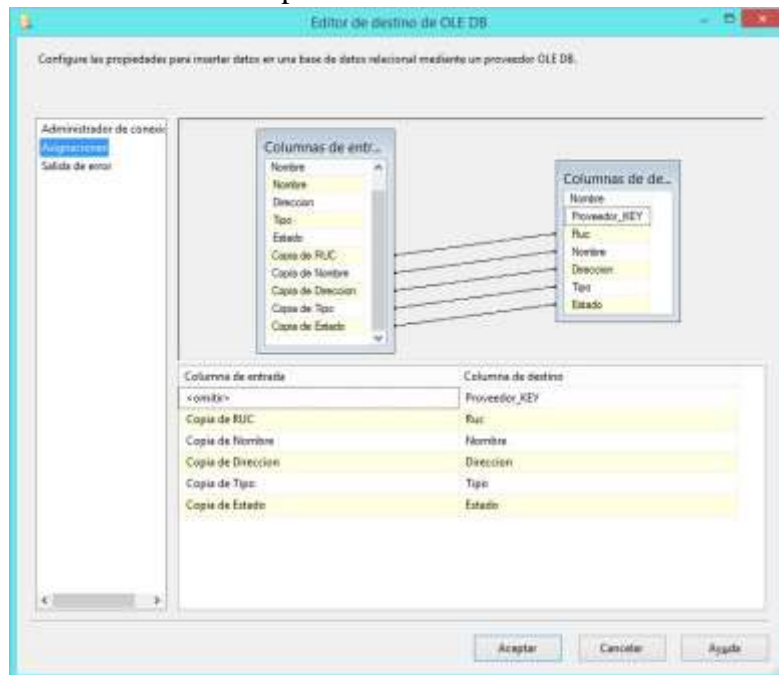 Editor de destino de OLE DB
Configure las propiedades para insertar datos en una base de datos relacional mediante un proveedor OLE DB.
Administrador de conexi
Asignaciones
Salida de error
Columnas de entr...
Nombre
Nombre
Direccion
Tipo
Estado
Copia de RUC
Copia de Nombre
Copia de Direccion
Copia de Tipo
Copia de Estado
Columnas de de...
Nombre
Proveedor_KEY
Ruc
Nombre
Direccion
Tipo
Estado
Columna de entrada Columna de destino
<omitir> Proveedor_KEY
Copia de RUC Ruc
Copia de Nombre Nombre
Copia de Direccion Direccion
Copia de Tipo Tipo
Copia de Estado Estado
Aceptar Cancelar Ayuda